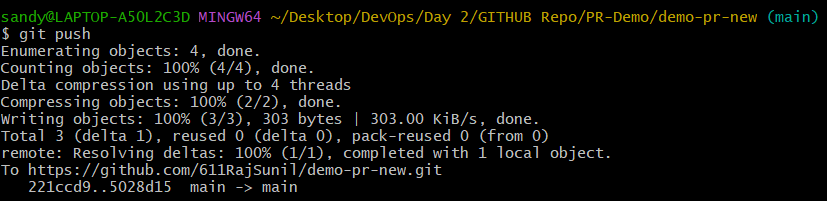 sandy@LAPTOP-A5OL2C3D MINGW64 ~/Desktop/DevOps/Day 2/GITHUB Repo/PR-Demo/demo-pr-new (main)
$ git push
Enumerating objects: 4, done.
Counting objects: 100% (4/4), done.
Delta compression using up to 4 threads
Compressing objects: 100% (2/2), done.
Writing objects: 100% (3/3), 303 bytes | 303.00 KiB/s, done.
Total 3 (delta 1), reused 0 (delta 0), pack-reused 0 (from 0)
remote: Resolving deltas: 100% (1/1), completed with 1 local object.
To https://github.com/611RajSunil/demo-pr-new.git
   221ccd9..5028d15  main -> main